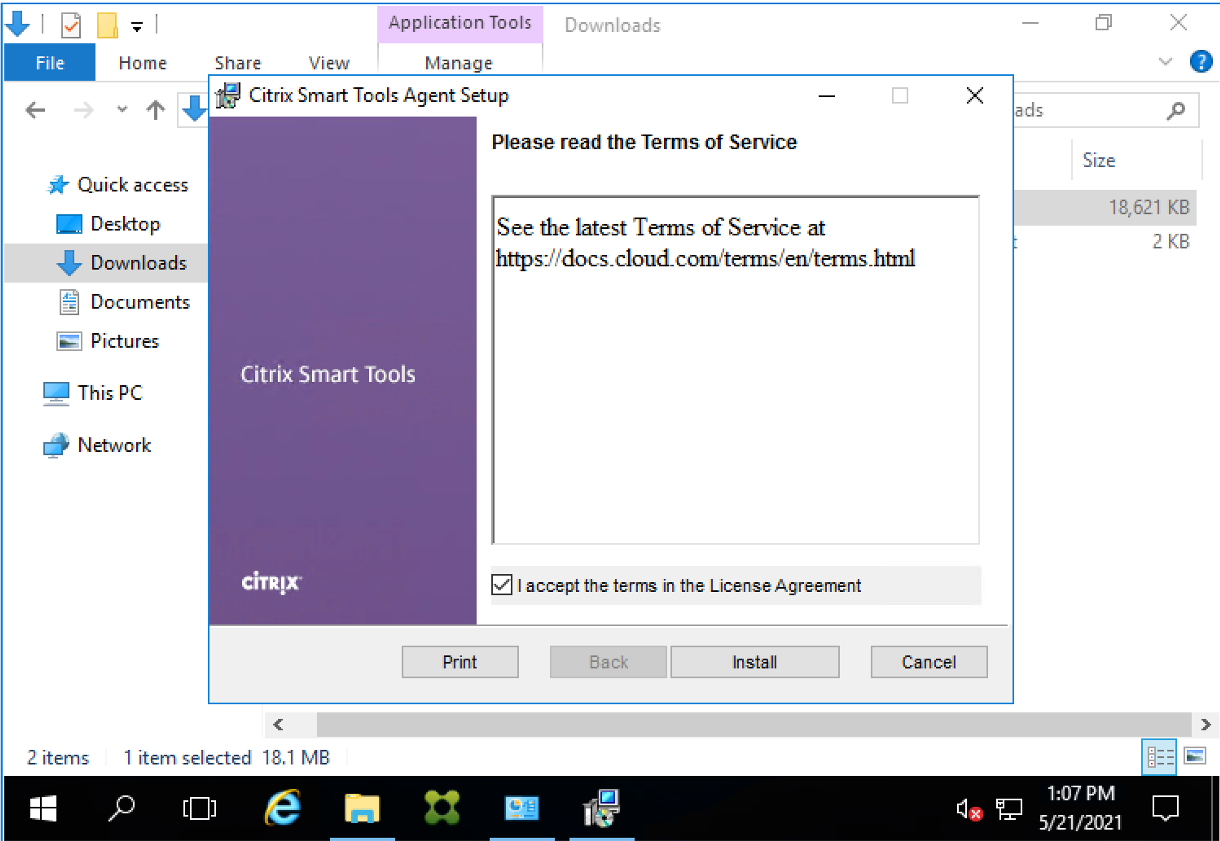 Application Tools
Downloads
File
Home
Share
View
Manage
?
Citrix Smart Tools Agent Setup
ads
Please read the Terms of Service
Size
Quick access
18,621 KB
Desktop
See the latest Terms of Service at
2 KB
https://docs.cloud.com/terms/en/terms.html
Downloads
Documents
Pictures
Citrix Smart Tools
This PC
Network
CİTRIX
I accept the terms in the License Agreement
Print
Back
Install
Cancel
2 items
1 item selected 18.1 MB
1:07 PM
5/21/2021